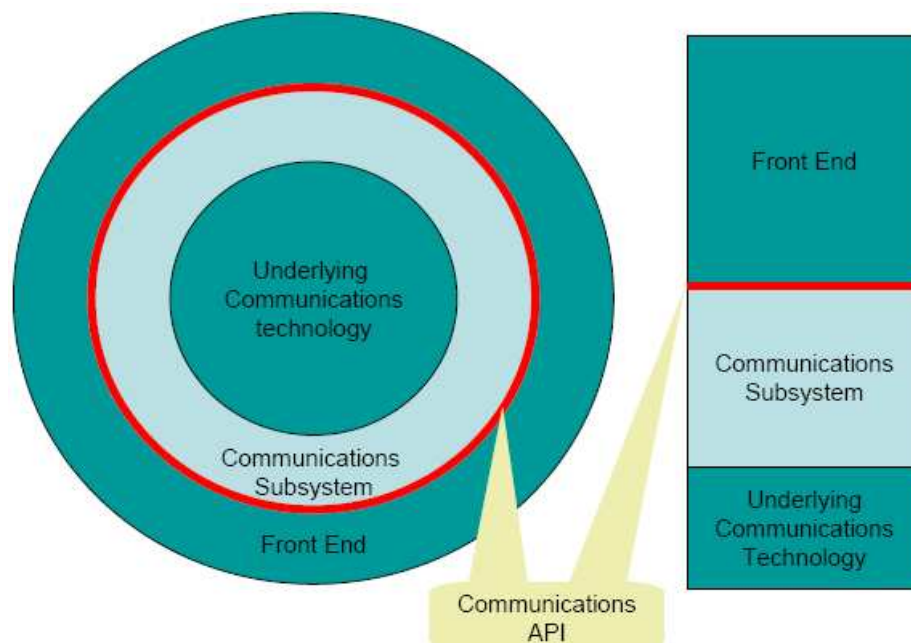 Underlying
Communications
technology
Communications
Subsystem
Front End
Front End
Communications
Subsystem
Underlying
Communications
Technology
Communications
API